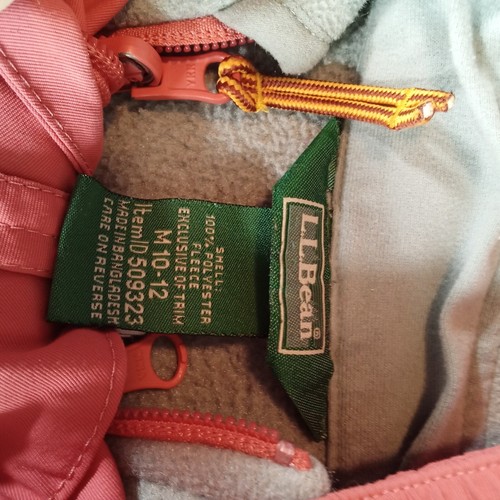 L.L.Bean
SHELL:
100% POLYESTER
FLEECE
EXCLUSIVE OF TRIM
M 10-12
Item ID 509323
MADE IN BANGLADESH
CARE ON REVERSE